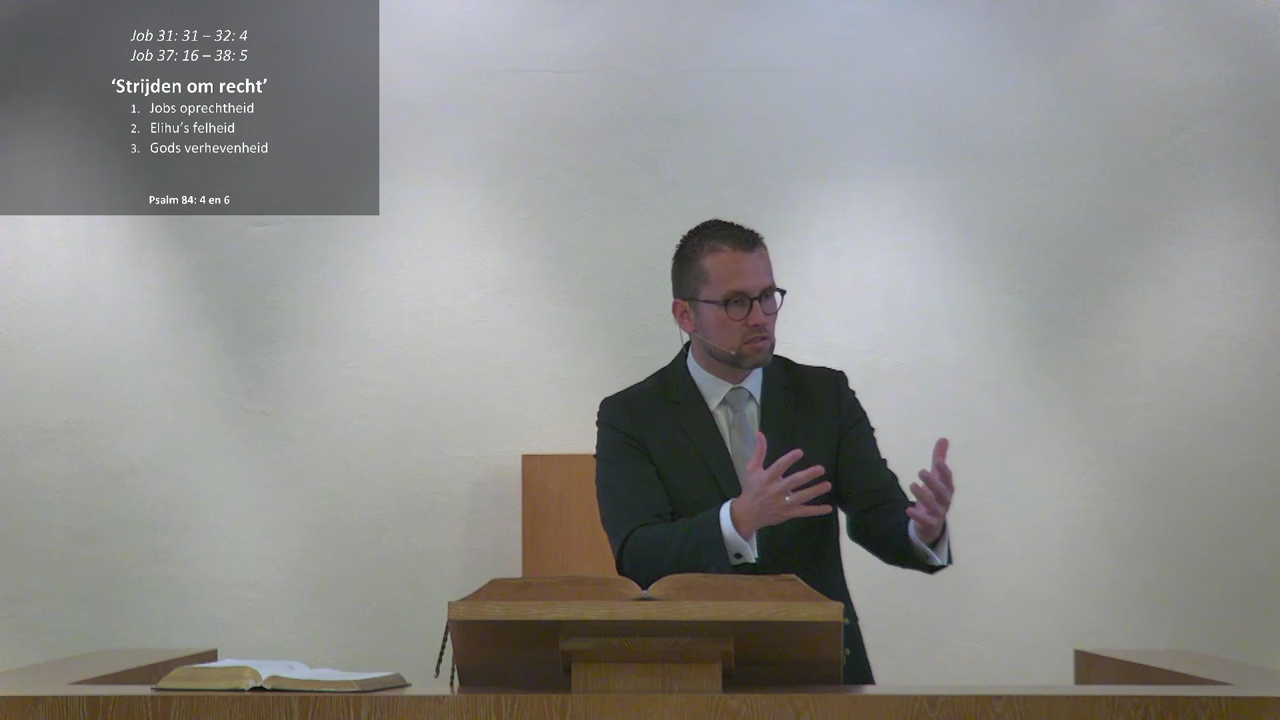 Job 31: 31 – 32: 4
Job 37: 16 – 38: 5
‘Strijden om recht’
1. Jobs oprechtheid
2. Elihu’s felheid
3. Gods verhevenheid
Psalm 84: 4 en 6